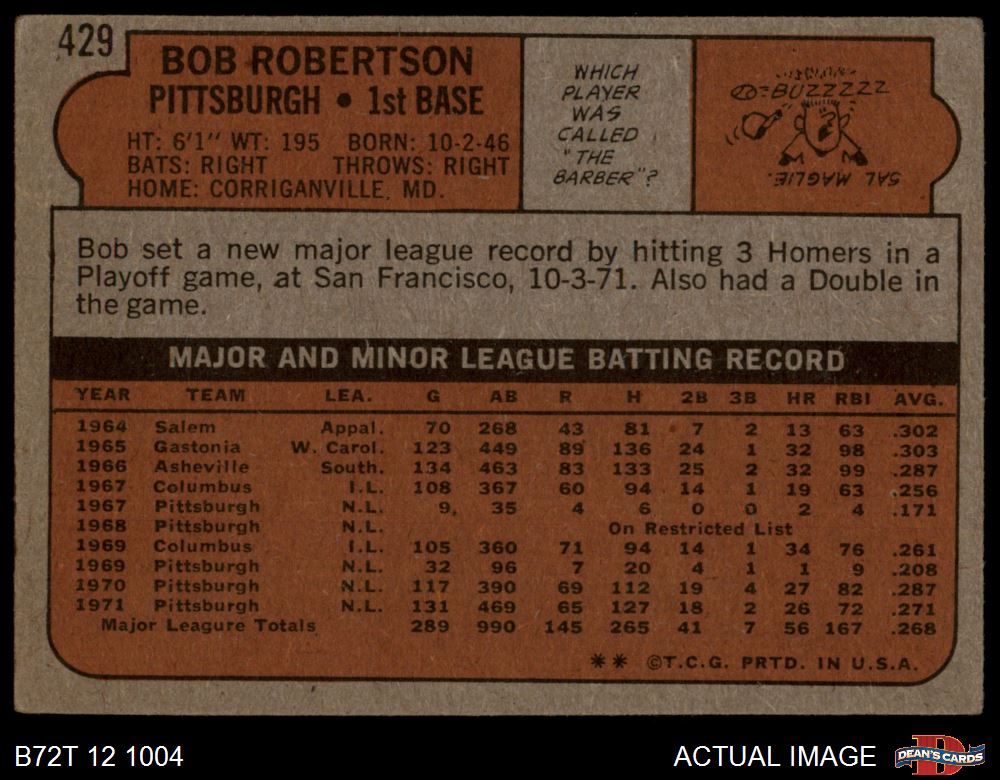 429
BOB ROBERTSON
PITTSBURGH • 1st BASE
HT: 6'1" WT: 195 BORN: 10-2-46
BATS: RIGHT THROWS: RIGHT
HOME: CORRIGANVILLE, MD.
WHICH
PLAYER
WAS
CALLED
"THE
BARBER"?
BUZZZZZ
SAL MAGLIE.
Bob set a new major league record by hitting 3 Homers in a
Playoff game, at San Francisco, 10-3-71. Also had a Double in
the game.
MAJOR AND MINOR LEAGUE BATTING RECORD
YEAR TEAM LEA. G AB R H 2B 3B HR RBI AVG.
1964 Salem Appal. 70 268 43 81 7 2 13 63 .302
1965 Gastonia W. Carol. 123 449 89 136 24 1 32 98 .303
1966 Asheville South. 134 463 83 133 25 2 32 99 .287
1967 Columbus I.L. 108 367 60 94 14 1 19 63 .256
1967 Pittsburgh N.L. 9, 35 4 6 0 0 2 4 .171
1968 Pittsburgh N.L. On Restricted List
1969 Columbus I.L. 105 360 71 94 14 1 34 76 .261
1969 Pittsburgh N.L. 32 96 7 20 4 1 1 9 .208
1970 Pittsburgh N.L. 117 390 69 112 19 4 27 82 .287
1971 Pittsburgh N.L. 131 469 65 127 18 2 26 72 .271
Major Leagure Totals 289 990 145 265 41 7 56 167 .268
** ©T.C.G. PRTD. IN U.S.A.
B72T 12 1004
ACTUAL IMAGE
D
DEAN'S CARDS